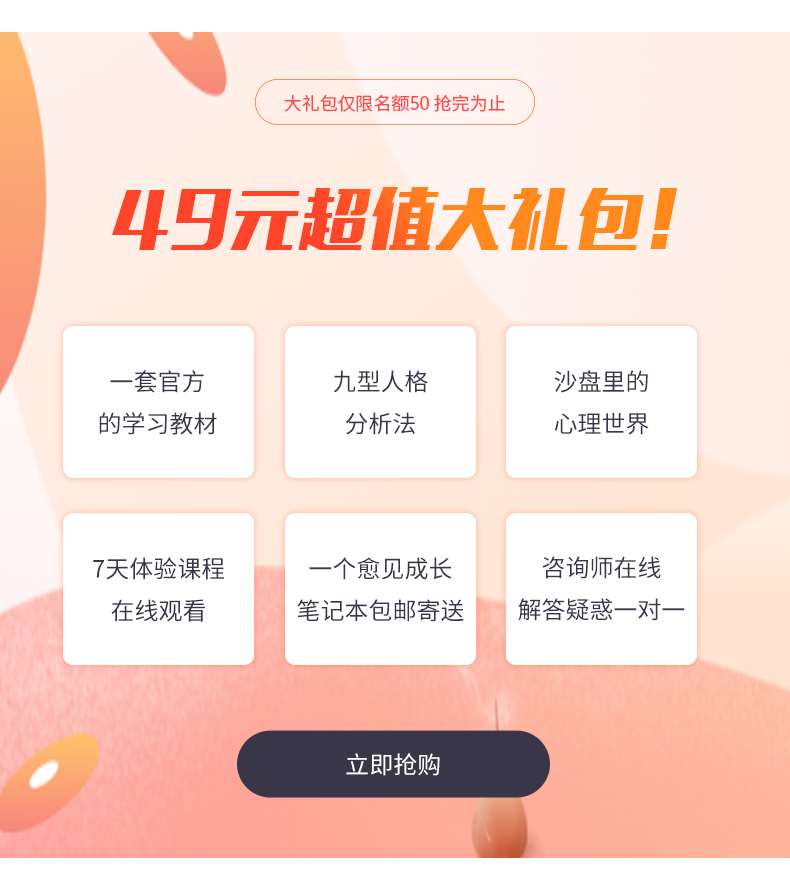 大礼包仅限名额50 抢完为止
49元超值大礼包!
一套官方
的学习教材
九型人格
分析法
沙盘里的
心理世界
7天体验课程
在线观看
一个愈见成长
笔记本包邮寄送
咨询师在线
解答疑惑一对一
立即抢购